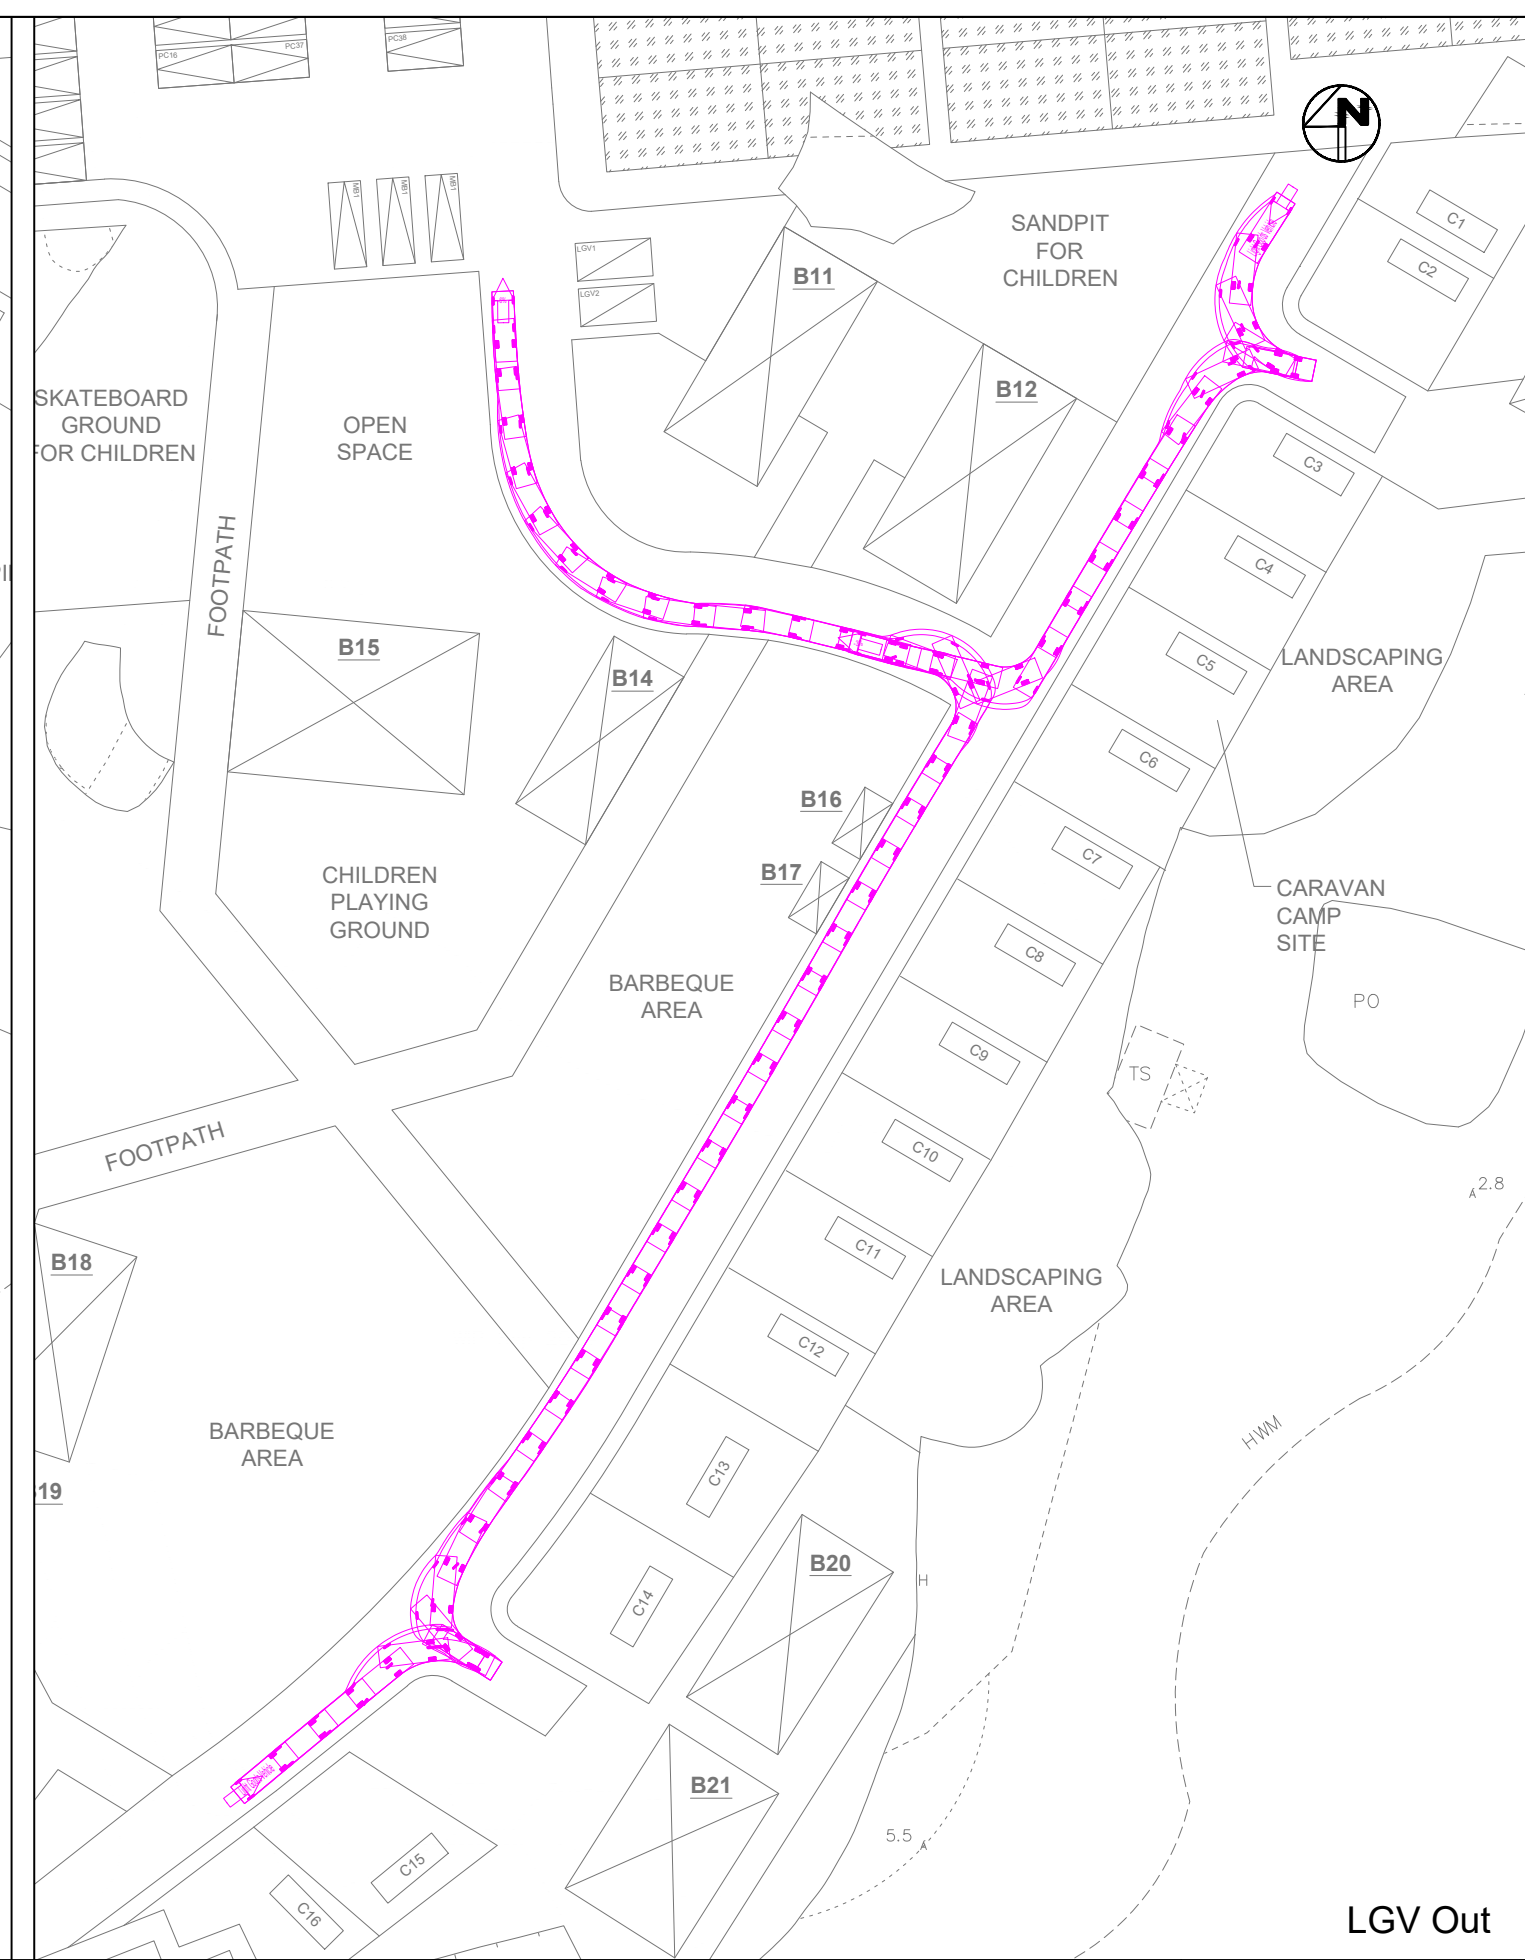 PC16
PC37
PC38
MB1
MB1
MB1
LGV1
LGV2
N
C1
C2
SANDPIT
FOR
CHILDREN
B11
B12
SKATEBOARD
GROUND
FOR CHILDREN
OPEN
SPACE
FOOTPATH
C3
C4
C5
C6
C7
C8
C9
C10
C11
C12
C13
C14
C15
C16
LANDSCAPING
AREA
B15
B14
B16
B17
CHILDREN
PLAYING
GROUND
BARBEQUE
AREA
CARAVAN
CAMP
SITE
PO
TS
FOOTPATH
2.8
B18
LANDSCAPING
AREA
HWM
BARBEQUE
AREA
19
B20
H
B21
5.5
LGV Out